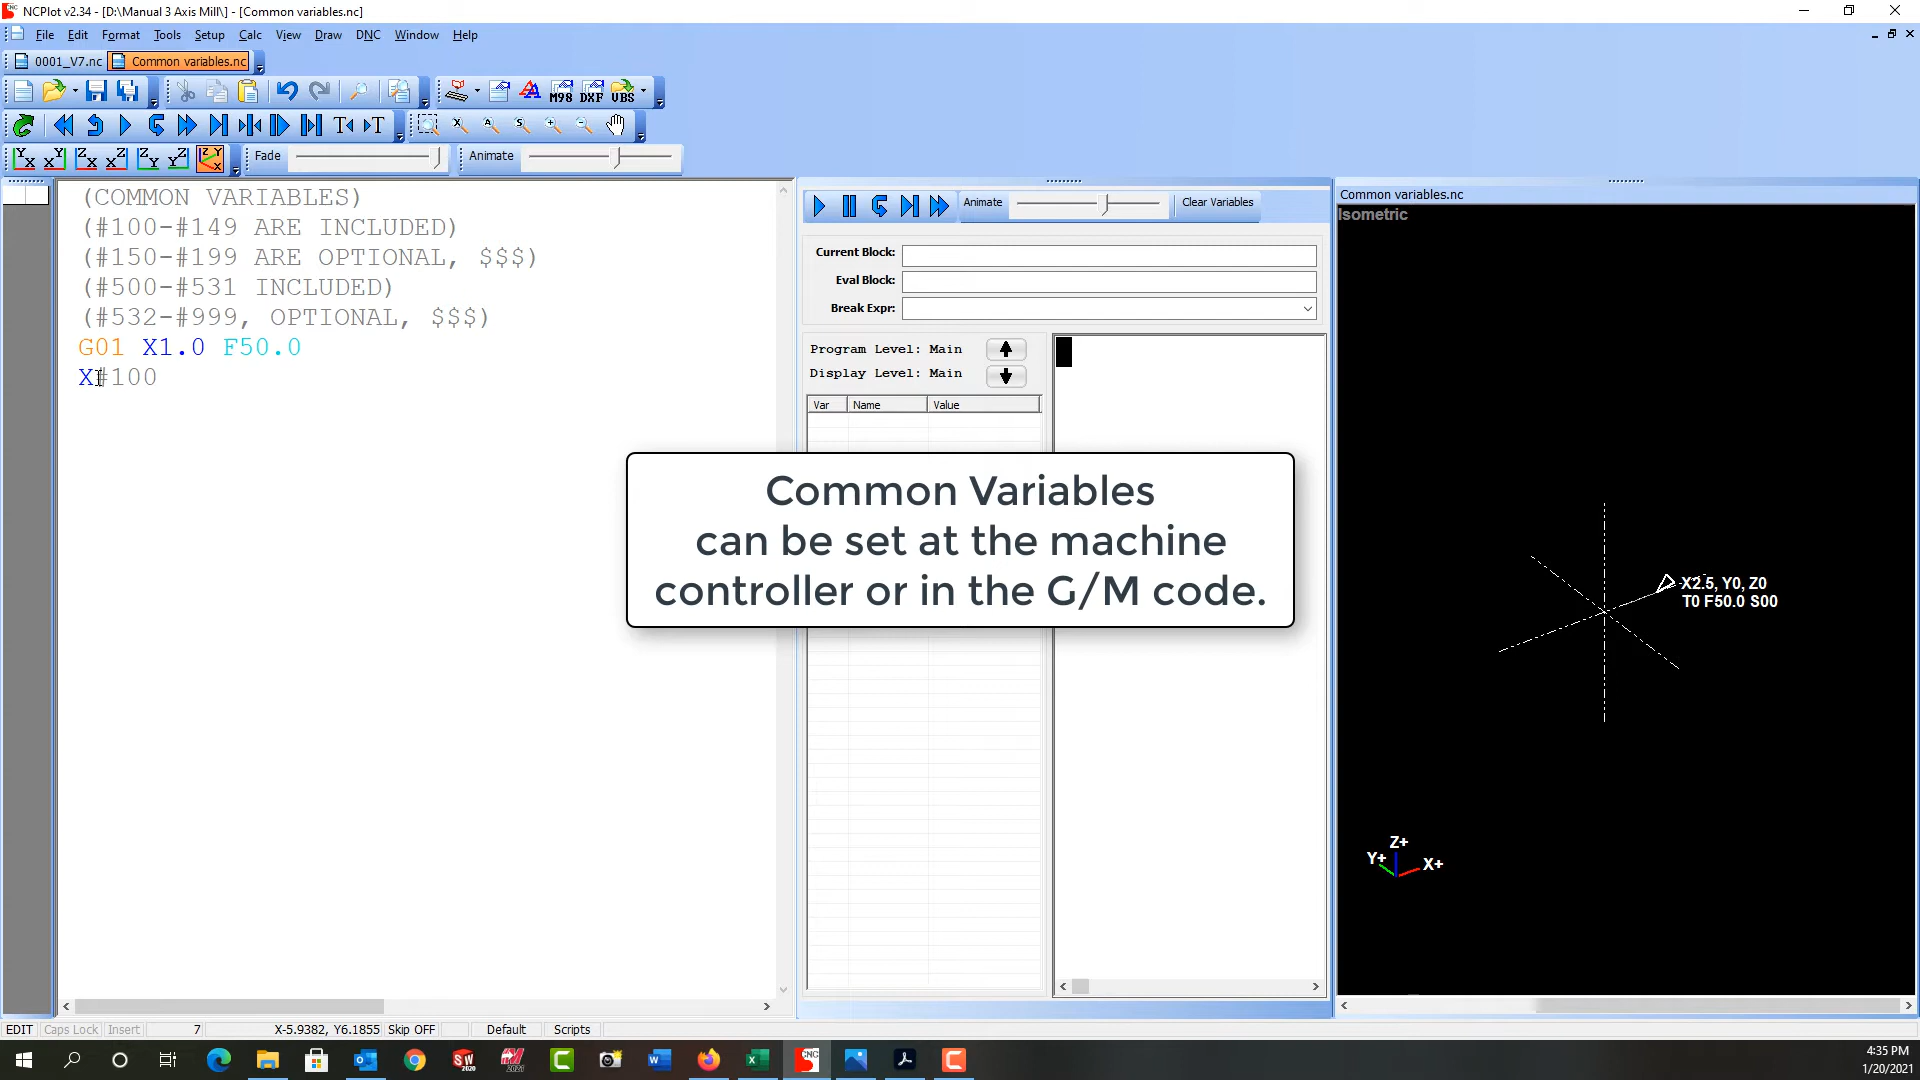 NCPlot v2.34 - [D:\Manual 3 Axis Mill\] - [Common variables.nc]
File Edit Format Tools Setup Calc View Draw DNC Window Help
0001_V7.nc Common variables.nc
M98 DXF VBS
Fade Animate
(COMMON VARIABLES)
(#100-#149 ARE INCLUDED)
(#150-#199 ARE OPTIONAL, $$$)
(#500-#531 INCLUDED)
(#532-#999, OPTIONAL, $$$)
G01 X1.0 F50.0
X#100
Animate Clear Variables
Current Block:
Eval Block:
Break Expr:
Program Level: Main
Display Level: Main
Var Name Value
Common Variables
can be set at the machine
controller or in the G/M code.
Common variables.nc
Isometric
X2.5, Y0, Z0
T0 F50.0 S00
Z+
Y+
X+
EDIT Caps Lock Insert 7 X-5.9382, Y6.1855 Skip OFF Default Scripts
4:35 PM
1/20/2021